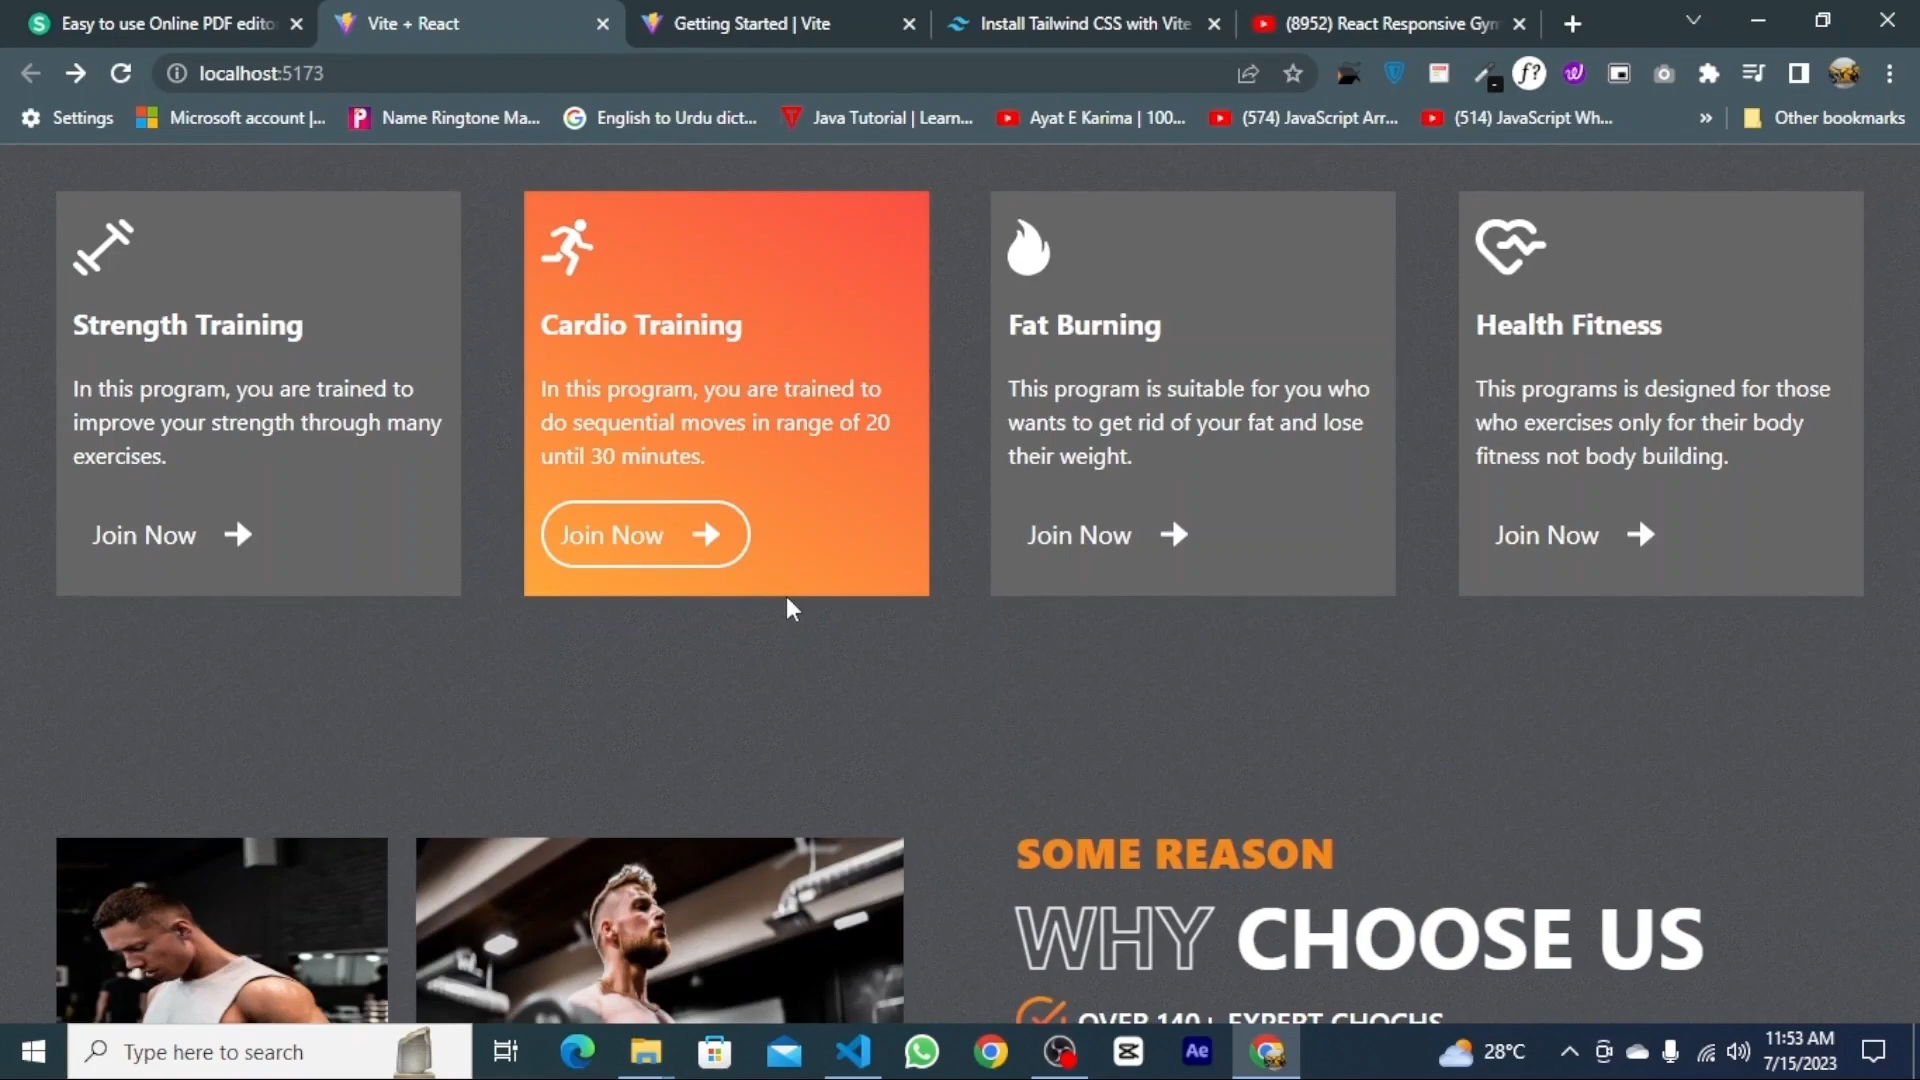 Easy to use Online PDF edito
Vite + React
Getting Started | Vite
Install Tailwind CSS with Vite
(8952) React Responsive Gym
localhost:5173
f?
Settings
Microsoft account |...
Name Ringtone Ma...
English to Urdu dict...
Java Tutorial | Learn...
Ayat E Karima | 100...
(574) JavaScript Arr...
(514) JavaScript Wh...
»
Other bookmarks
Strength Training
In this program, you are trained to
improve your strength through many
exercises.
Join Now
Cardio Training
In this program, you are trained to
do sequential moves in range of 20
until 30 minutes.
Join Now
Fat Burning
This program is suitable for you who
wants to get rid of your fat and lose
their weight.
Join Now
Health Fitness
This programs is designed for those
who exercises only for their body
fitness not body building.
Join Now
SOME REASON
WHY CHOOSE US
OVER 140+ EXPERT CHOCHS
Type here to search
Ae
28°C
11:53 AM
7/15/2023